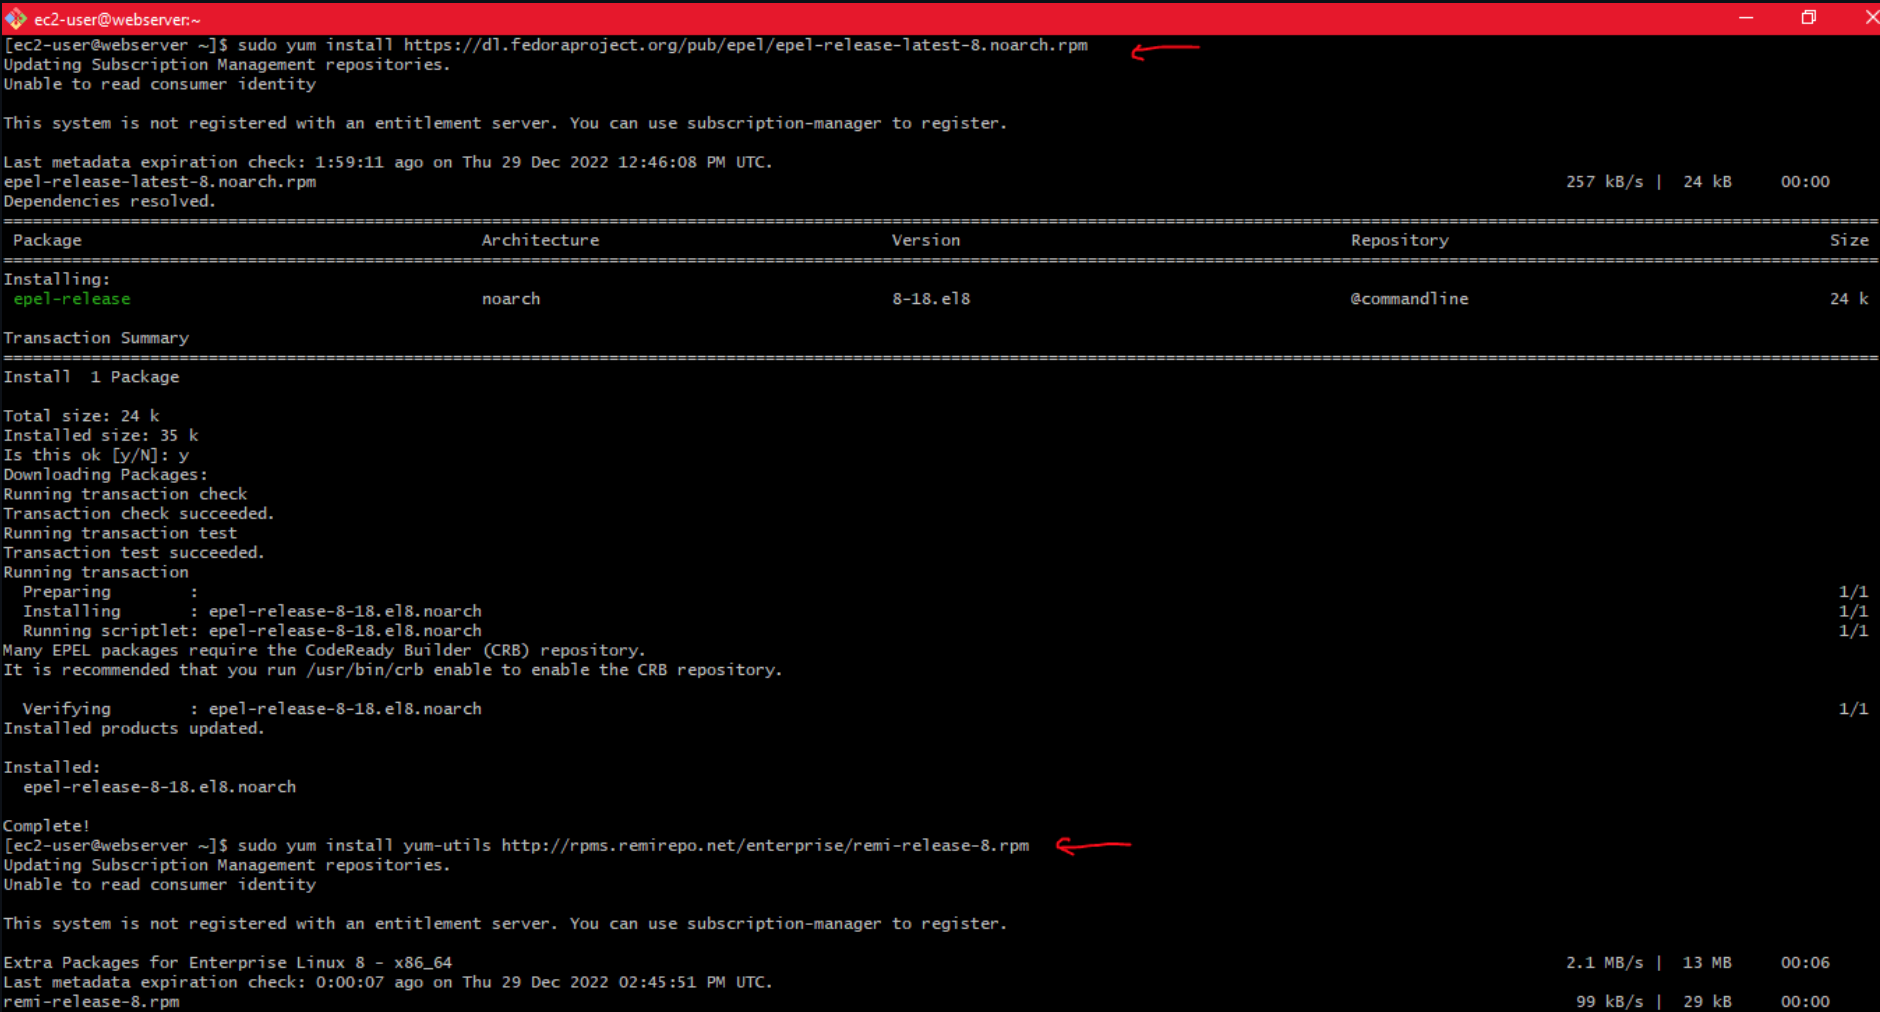 ec2-user@webserver:~
[ec2-user@webserver ~]$ sudo yum install https://dl.fedoraproject.org/pub/epel/epel-release-latest-8.noarch.rpm
Updating Subscription Management repositories.
Unable to read consumer identity
This system is not registered with an entitlement server. You can use subscription-manager to register.
Last metadata expiration check: 1:59:11 ago on Thu 29 Dec 2022 12:46:08 PM UTC.
epel-release-latest-8.noarch.rpm 257 kB/s | 24 kB 00:00
Dependencies resolved.
Package Architecture Version Repository Size
Installing:
epel-release noarch 8-18.el8 @commandline 24 k
Transaction Summary
Install 1 Package
Total size: 24 k
Installed size: 35 k
Is this ok [y/N]: y
Downloading Packages:
Running transaction check
Transaction check succeeded.
Running transaction test
Transaction test succeeded.
Running transaction
Preparing : 1/1
Installing : epel-release-8-18.el8.noarch 1/1
Running scriptlet: epel-release-8-18.el8.noarch 1/1
Many EPEL packages require the CodeReady Builder (CRB) repository.
It is recommended that you run /usr/bin/crb enable to enable the CRB repository.
Verifying : epel-release-8-18.el8.noarch 1/1
Installed products updated.
Installed:
epel-release-8-18.el8.noarch
Complete!
[ec2-user@webserver ~]$ sudo yum install yum-utils http://rpms.remirepo.net/enterprise/remi-release-8.rpm
Updating Subscription Management repositories.
Unable to read consumer identity
This system is not registered with an entitlement server. You can use subscription-manager to register.
Extra Packages for Enterprise Linux 8 - x86_64 2.1 MB/s | 13 MB 00:06
Last metadata expiration check: 0:00:07 ago on Thu 29 Dec 2022 02:45:51 PM UTC.
remi-release-8.rpm 99 kB/s | 29 kB 00:00